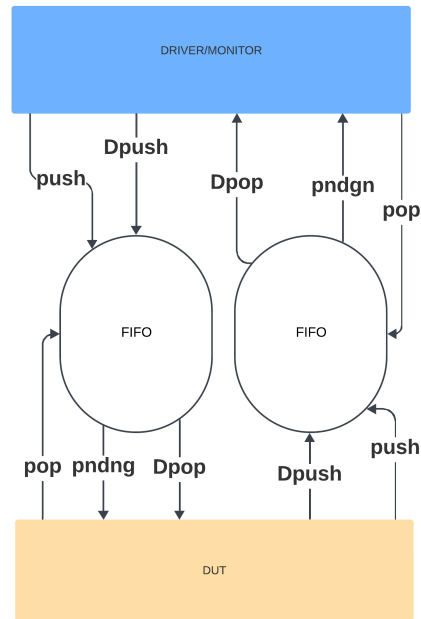 DRIVER/MONITOR
Dpush
push
Dpop
pndgn
pop
FIFO
FIFO
pop
pndng
Dpop
Dpush
push
DUT